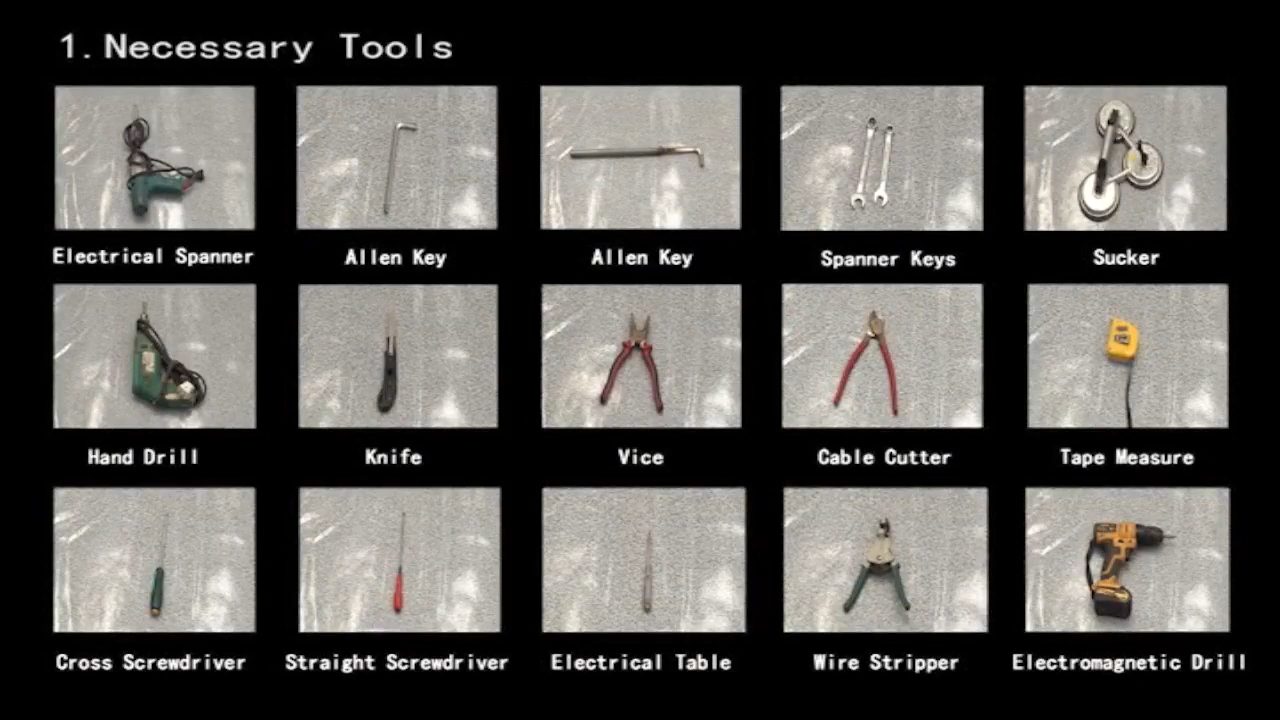 1. Necessary Tools
Electrical Spanner
Allen Key
Allen Key
Spanner Keys
Sucker
Hand Drill
Knife
Vice
Cable Cutter
Tape Measure
Cross Screwdriver
Straight Screwdriver
Electrical Table
Wire Stripper
Electromagnetic Drill